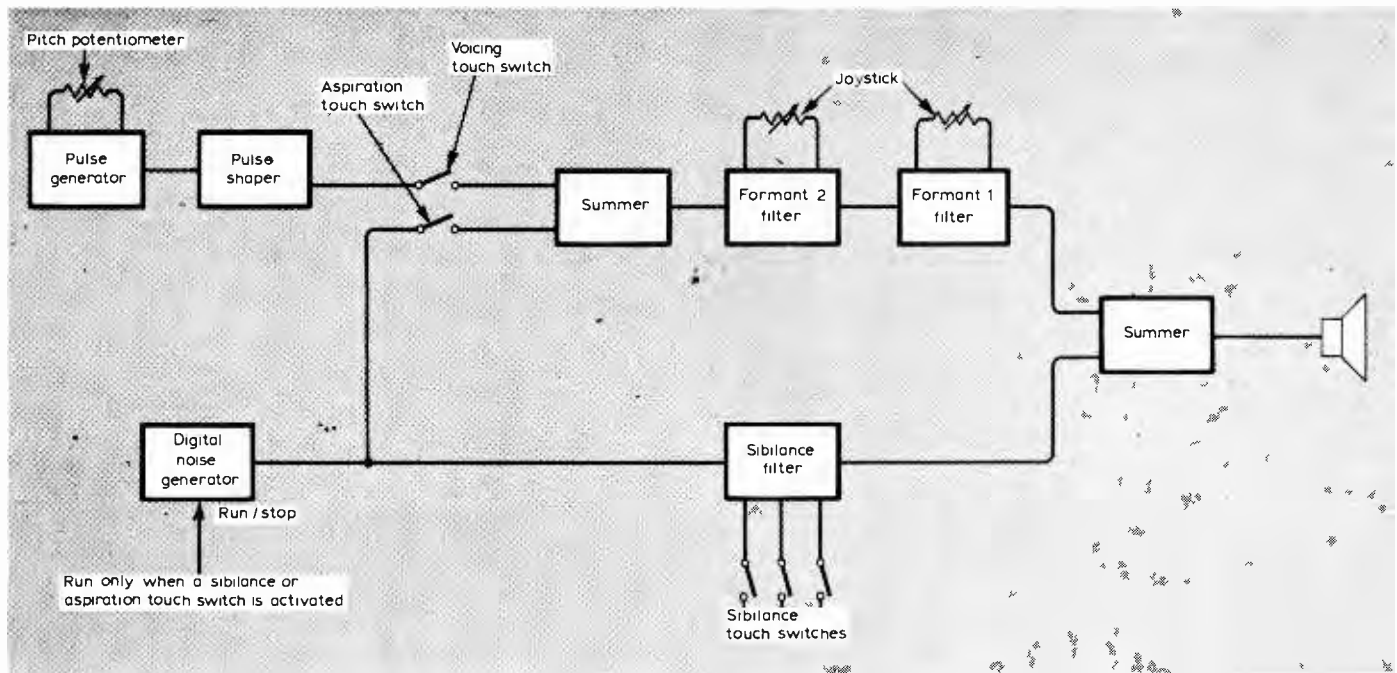 Pitch potentiometer
Voicing
touch switch
Aspiration
touch switch
Joystick
Pulse
generator
Pulse
shaper
Summer
Formant 2
filter
Formant 1
filter
Summer
Digital
noise
generator
Sibilance
filter
Run / stop
Run only when a sibilance or
aspiration touch switch is activated
Sibilance
touch switches